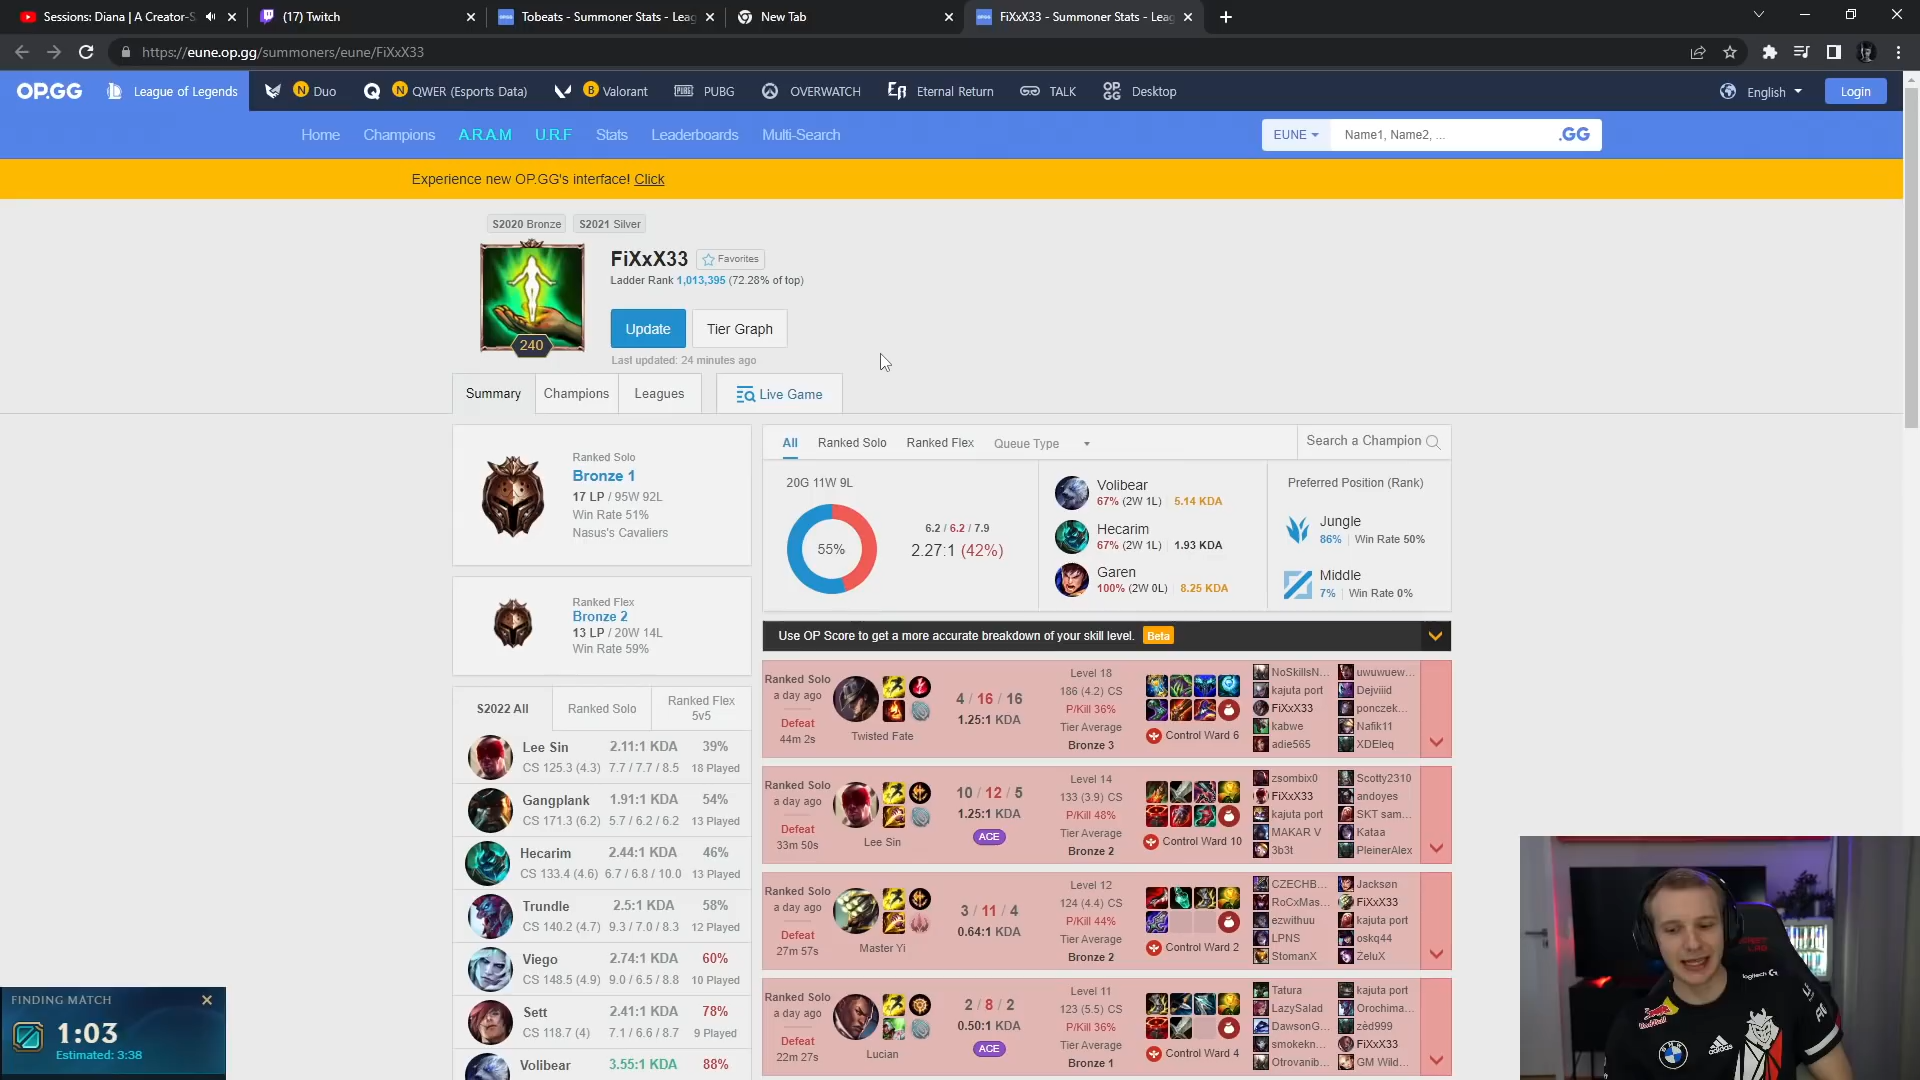 Sessions: Diana | A Creator-S
(17) Twitch
Tobeats - Summoner Stats - Leag
New Tab
FiXxX33 - Summoner Stats - Leag
https://eune.op.gg/summoners/eune/FiXxX33
OP.GG
League of Legends
N Duo
N QWER (Esports Data)
B Valorant
PUBG
OVERWATCH
Eternal Return
TALK
OP.GG Desktop
English
Login
Home
Champions
A.R.A.M
U.R.F
Stats
Leaderboards
Multi-Search
EUNE
Name1, Name2, ...
.GG
Experience new OP.GG's interface! Click
S2020 Bronze
S2021 Silver
240
FiXxX33
Favorites
Ladder Rank 1,013,395 (72.28% of top)
Update
Tier Graph
Last updated: 24 minutes ago
Summary
Champions
Leagues
Live Game
Ranked Solo
Bronze 1
17 LP / 95W 92L
Win Rate 51%
Nasus's Cavaliers
Ranked Flex
Bronze 2
13 LP / 20W 14L
Win Rate 59%
S2022 All
Ranked Solo
Ranked Flex 5v5
Lee Sin 2.11:1 KDA 39%
CS 125.3 (4.3) 7.7 / 7.7 / 8.5 18 Played
Gangplank 1.91:1 KDA 54%
CS 171.3 (6.2) 5.7 / 6.2 / 6.2 13 Played
Hecarim 2.44:1 KDA 46%
CS 133.4 (4.6) 6.7 / 6.8 / 10.0 13 Played
Trundle 2.5:1 KDA 58%
CS 140.2 (4.7) 9.3 / 7.0 / 8.3 12 Played
Viego 2.74:1 KDA 60%
CS 148.5 (4.9) 9.0 / 6.5 / 8.8 10 Played
Sett 2.41:1 KDA 78%
CS 118.7 (4) 7.1 / 6.6 / 8.7 9 Played
Volibear 3.55:1 KDA 88%
All
Ranked Solo
Ranked Flex
Queue Type
Search a Champion
20G 11W 9L
55%
6.2 / 6.2 / 7.9
2.27:1 (42%)
Volibear
67% (2W 1L) 5.14 KDA
Hecarim
67% (2W 1L) 1.93 KDA
Garen
100% (2W 0L) 8.25 KDA
Preferred Position (Rank)
Jungle
86% Win Rate 50%
Middle
7% Win Rate 0%
Use OP Score to get a more accurate breakdown of your skill level. Beta
Ranked Solo
a day ago
Defeat
44m 2s
Twisted Fate
4 / 16 / 16
1.25:1 KDA
Level 18
186 (4.2) CS
P/Kill 36%
Tier Average
Bronze 3
Control Ward 6
NoSkillsN... uwuwuew...
kajuta port Dejviiid
FiXxX33 ponczek...
kabwe Nafik11
adie565 XDEleq
Ranked Solo
a day ago
Defeat
33m 50s
Lee Sin
10 / 12 / 5
1.25:1 KDA
ACE
Level 14
133 (3.9) CS
P/Kill 48%
Tier Average
Bronze 2
Control Ward 10
zsombix0 Scotty2310
FiXxX33 andoyes
kajuta port SKT sam...
MAKAR V Kataa
3b3t PleinerAlex
Ranked Solo
a day ago
Defeat
27m 57s
Master Yi
3 / 11 / 4
0.64:1 KDA
Level 12
124 (4.4) CS
P/Kill 44%
Tier Average
Bronze 2
Control Ward 2
CZECHB... Jacksøn
RoCxMas... FiXxX33
ezwithuu kajuta port
LPNS oskq44
StomanX ZeluX
Ranked Solo
a day ago
Defeat
22m 27s
Lucian
2 / 8 / 2
0.50:1 KDA
ACE
Level 11
123 (5.5) CS
P/Kill 36%
Tier Average
Bronze 1
Control Ward 4
Tatura kajuta port
LazySalad Orochima...
DawsonG... zèd999
smokekn... FiXxX33
Otrovanib... GM Wild...
FINDING MATCH
1:03
Estimated: 3:38
logitech G
Red Bull
adidas
BMW